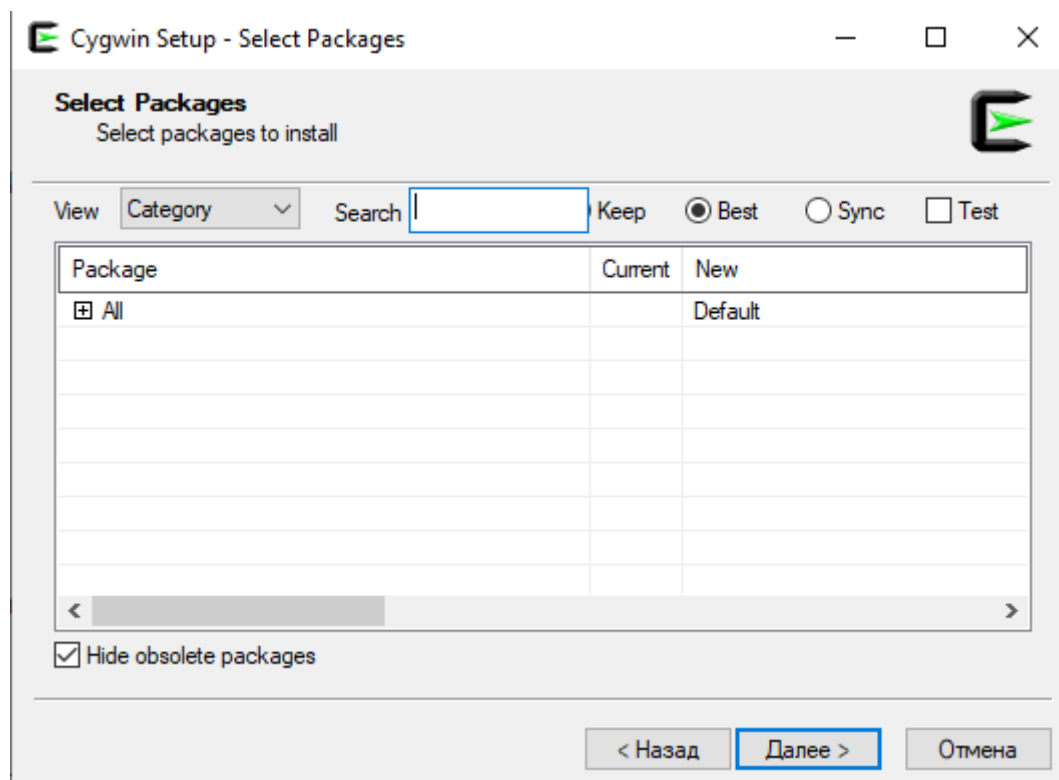 Cygwin Setup - Select Packages
Select Packages
Select packages to install
View Category Search Keep Best Sync Test
Package Current New
All Default
Hide obsolete packages
< Назад Далее > Отмена